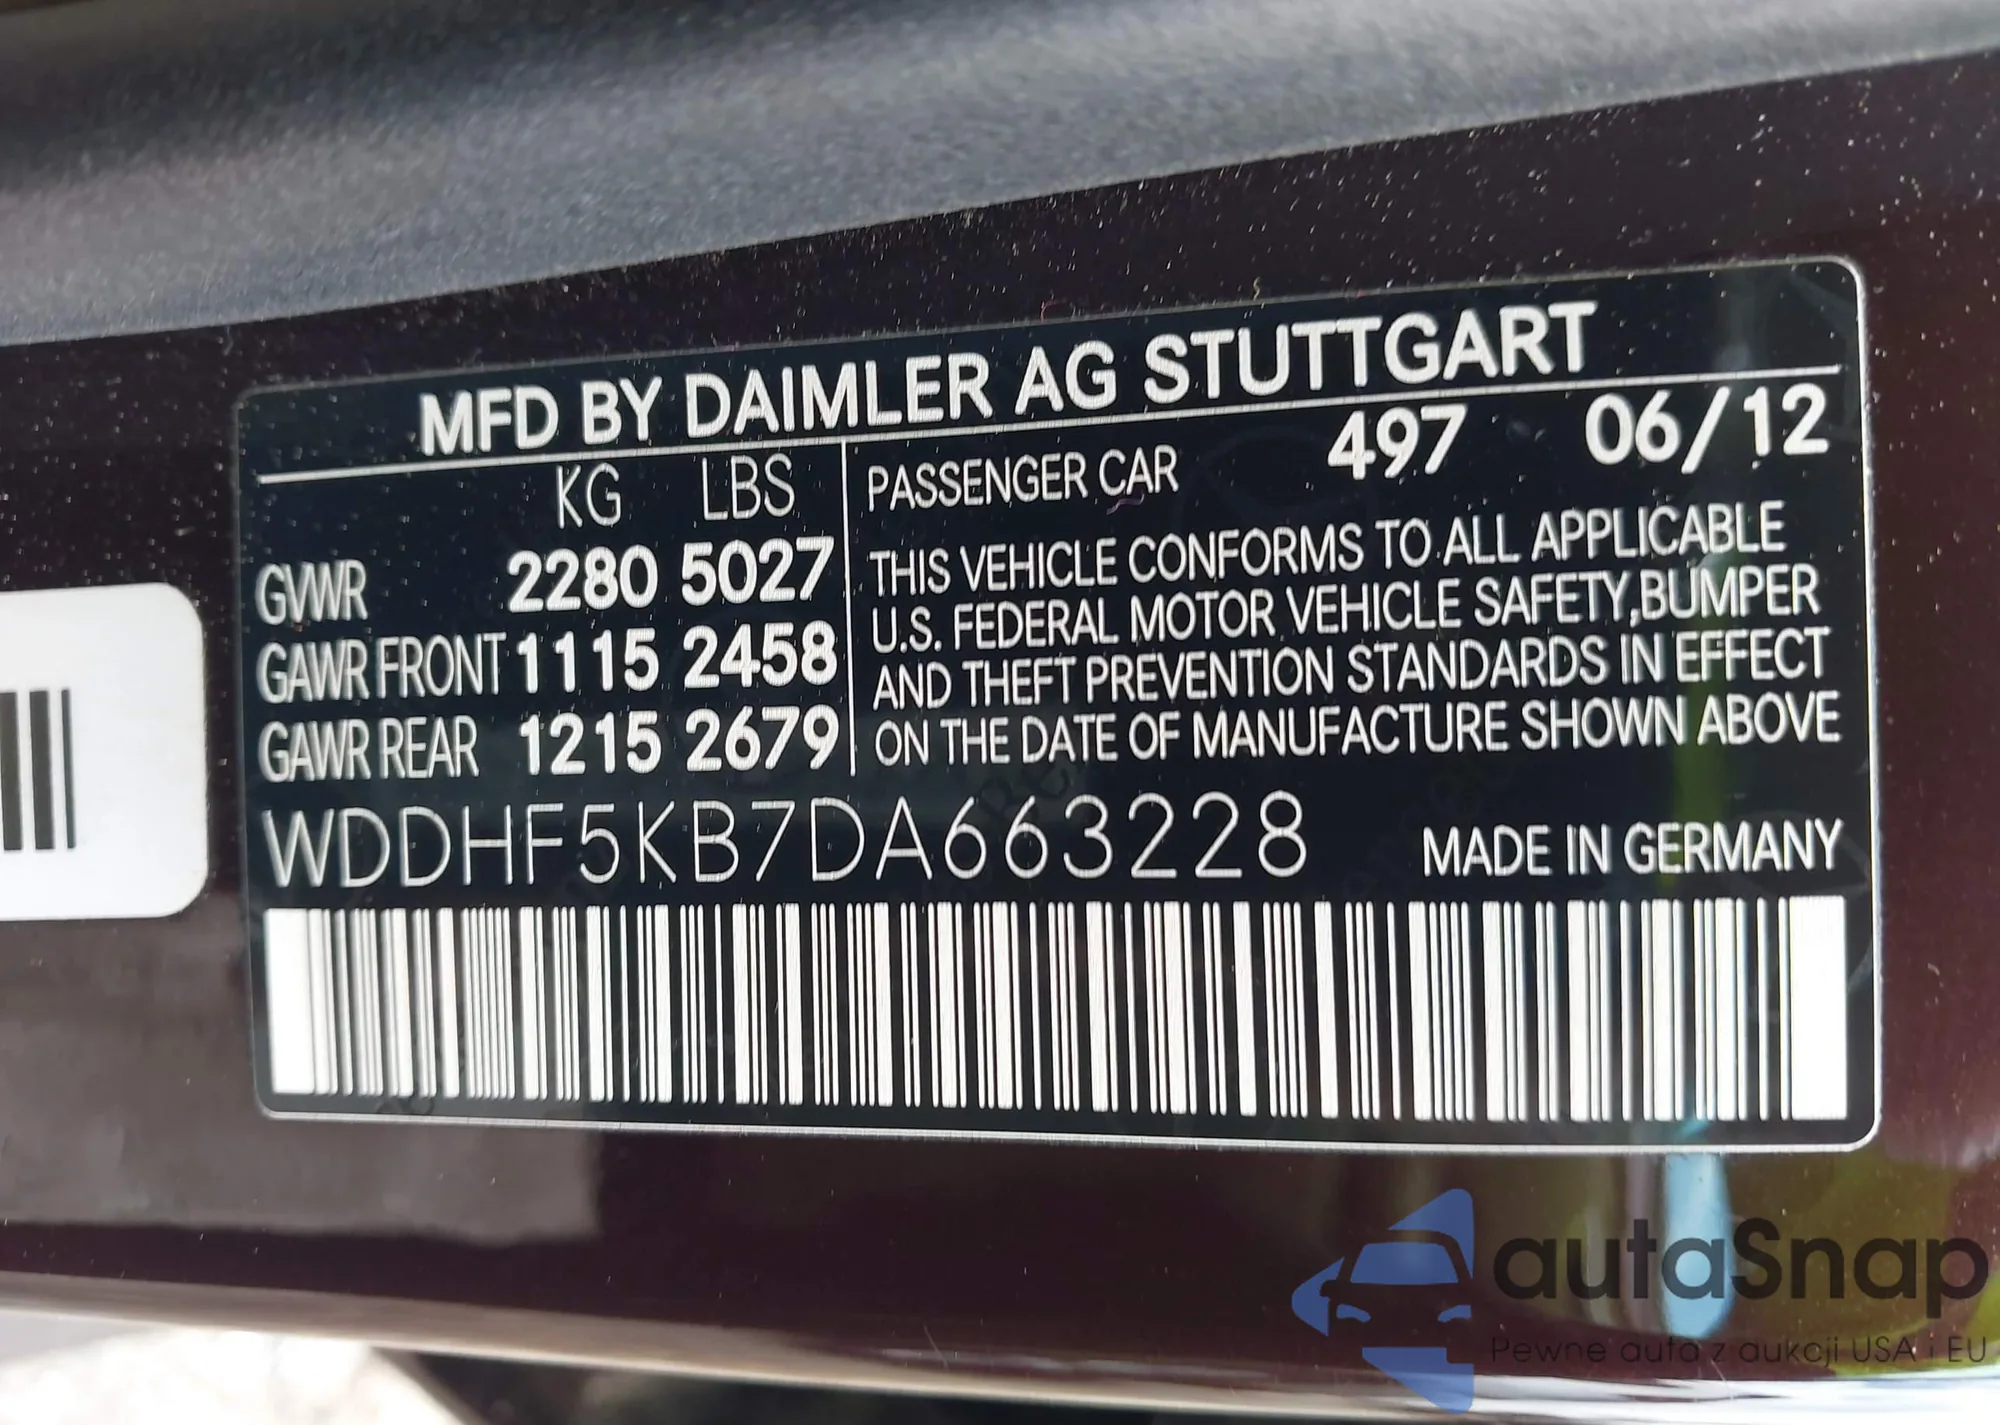 MFD BY DAIMLER AG STUTTGART
KG LBS
GVWR 2280 5027
GAWR FRONT 1115 2458
GAWR REAR 1215 2679
PASSENGER CAR 497 06/12
THIS VEHICLE CONFORMS TO ALL APPLICABLE
U.S. FEDERAL MOTOR VEHICLE SAFETY,BUMPER
AND THEFT PREVENTION STANDARDS IN EFFECT
ON THE DATE OF MANUFACTURE SHOWN ABOVE
WDDHF5KB7DA663228 MADE IN GERMANY
autaSnap
Pewne auta z aukcji USA i EU